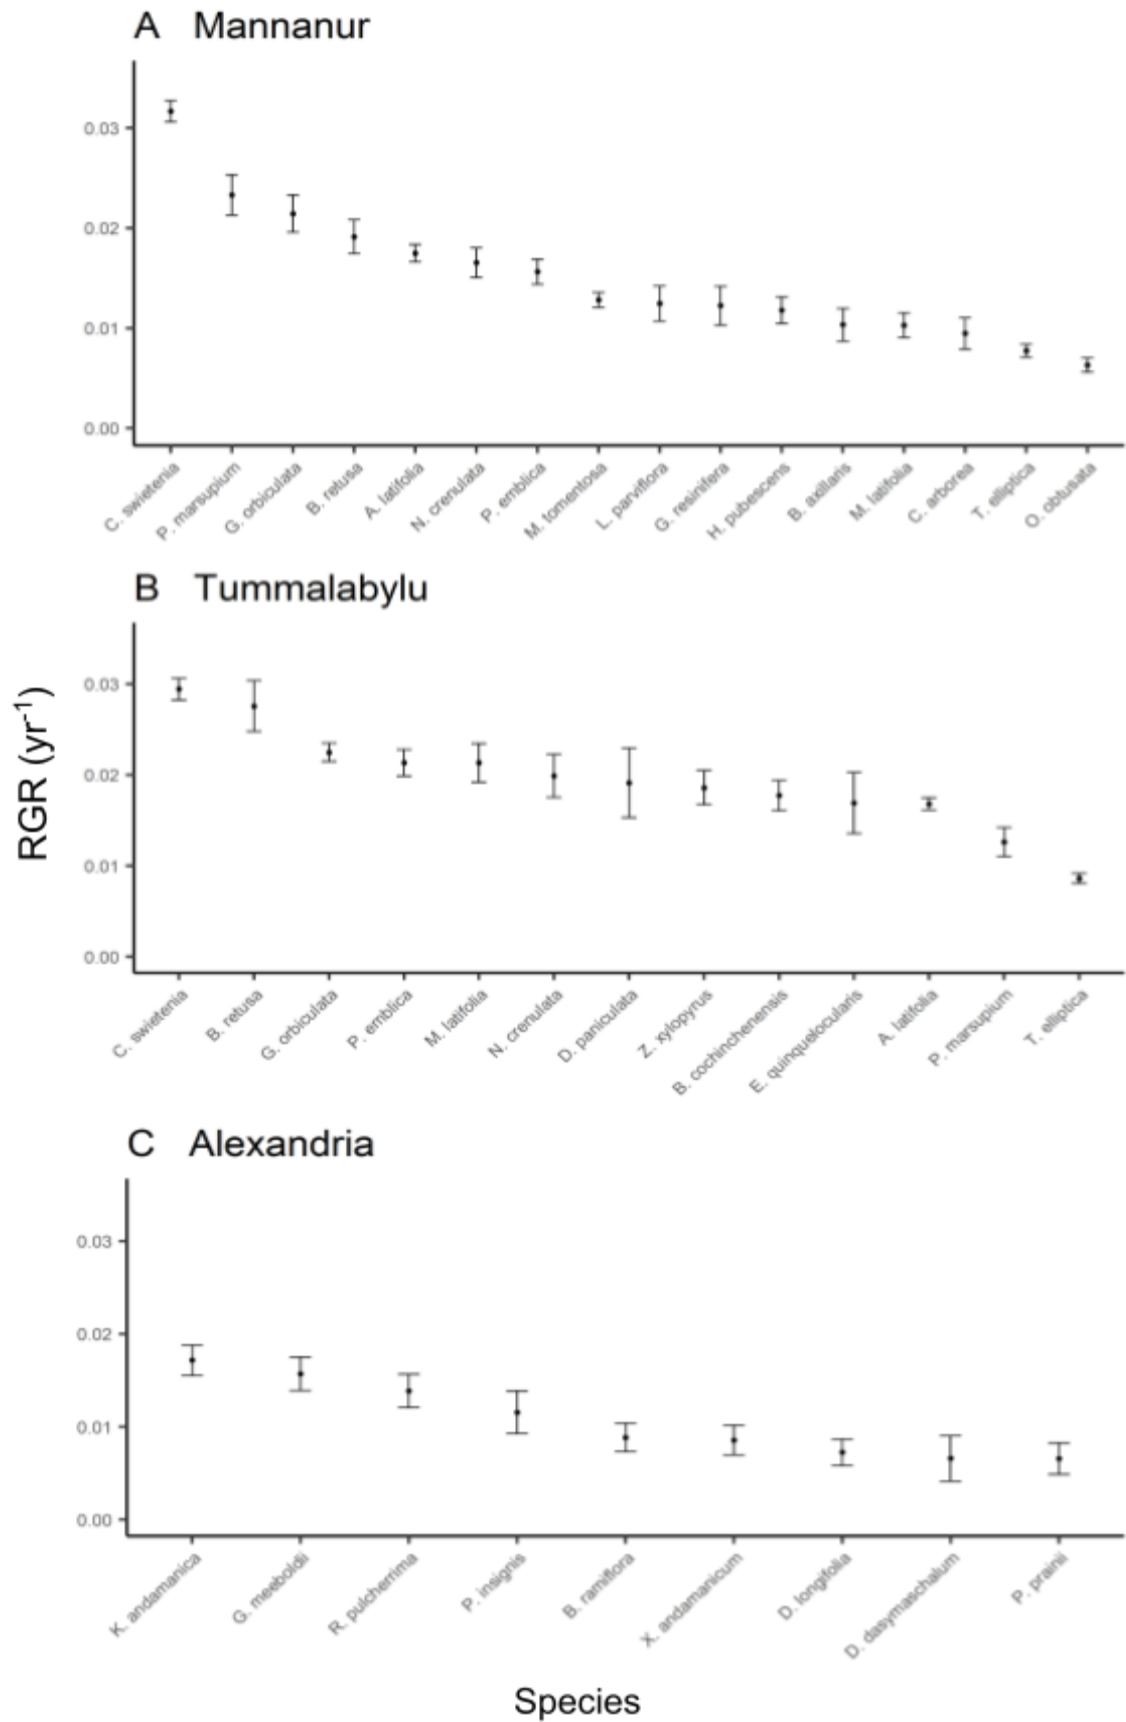 A Mannanur
0.03
0.02
0.01
0.00
C. swietenia
P. marsupium
G. orbiculata
B. retusa
A. latifolia
N. crenulata
P. emblica
M. tomentosa
L. parviflora
G. resinifera
H. pubescens
B. axillaris
M. latifolia
C. arborea
T. elliptica
O. obtusata
B Tummalabylu
RGR (yr⁻¹)
0.03
0.02
0.01
0.00
C. swietenia
B. retusa
G. orbiculata
P. emblica
M. latifolia
N. crenulata
D. paniculata
Z. xylopyrus
B. cochinchenensis
E. quinquelocularis
A. latifolia
P. marsupium
T. elliptica
C Alexandria
0.03
0.02
0.01
0.00
K. andamanica
G. meeboldii
R. pulcherrima
P. insignis
B. ramiflora
X. andamanicum
D. longifolia
D. dasymaschalum
P. prainii
Species